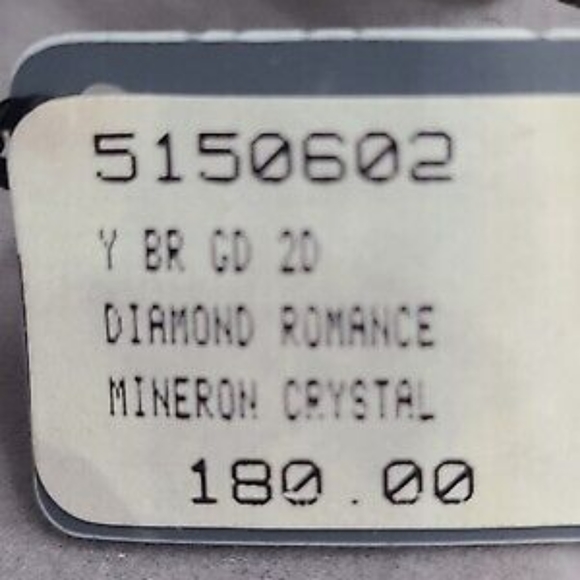 5150602
Y BR GD 2D
DIAMOND ROMANCE
MINERON CRYSTAL
180.00